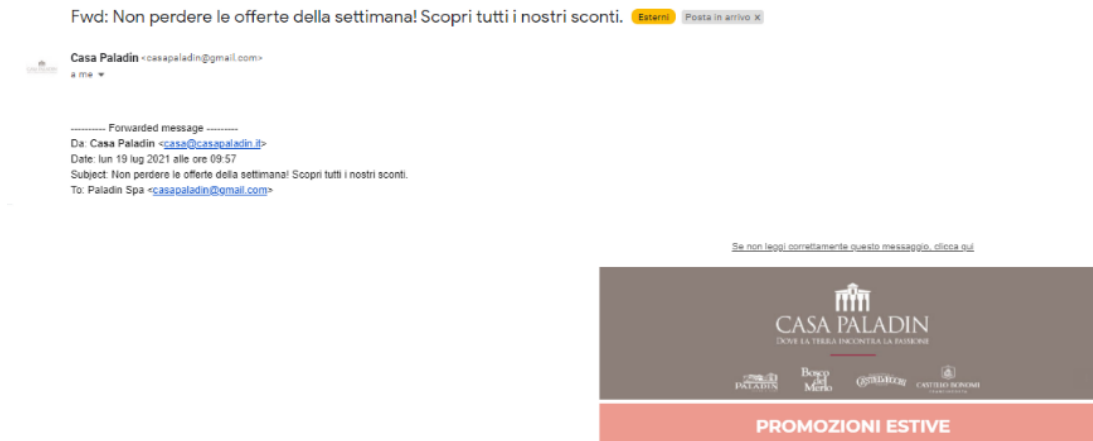 Fwd: Non perdere le offerte della settimana! Scopri tutti i nostri sconti. Esterni Posta in arrivo x
Casa Paladin <casapaladin@gmail.com>
a me
---------- Forwarded message ---------
Da: Casa Paladin <casa@casapaladin.it>
Date: lun 19 lug 2021 alle ore 09:57
Subject: Non perdere le offerte della settimana! Scopri tutti i nostri sconti.
To: Paladin Spa <casapaladin@gmail.com>
Se non leggi correttamente questo messaggio, clicca qui
CASA PALADIN
DOVE LA TERRA INCONTRA LA PASSIONE
PALADIN
Bosco del Merlo
CASTELVECCHI
CASTELLO BONOMI
PROMOZIONI ESTIVE